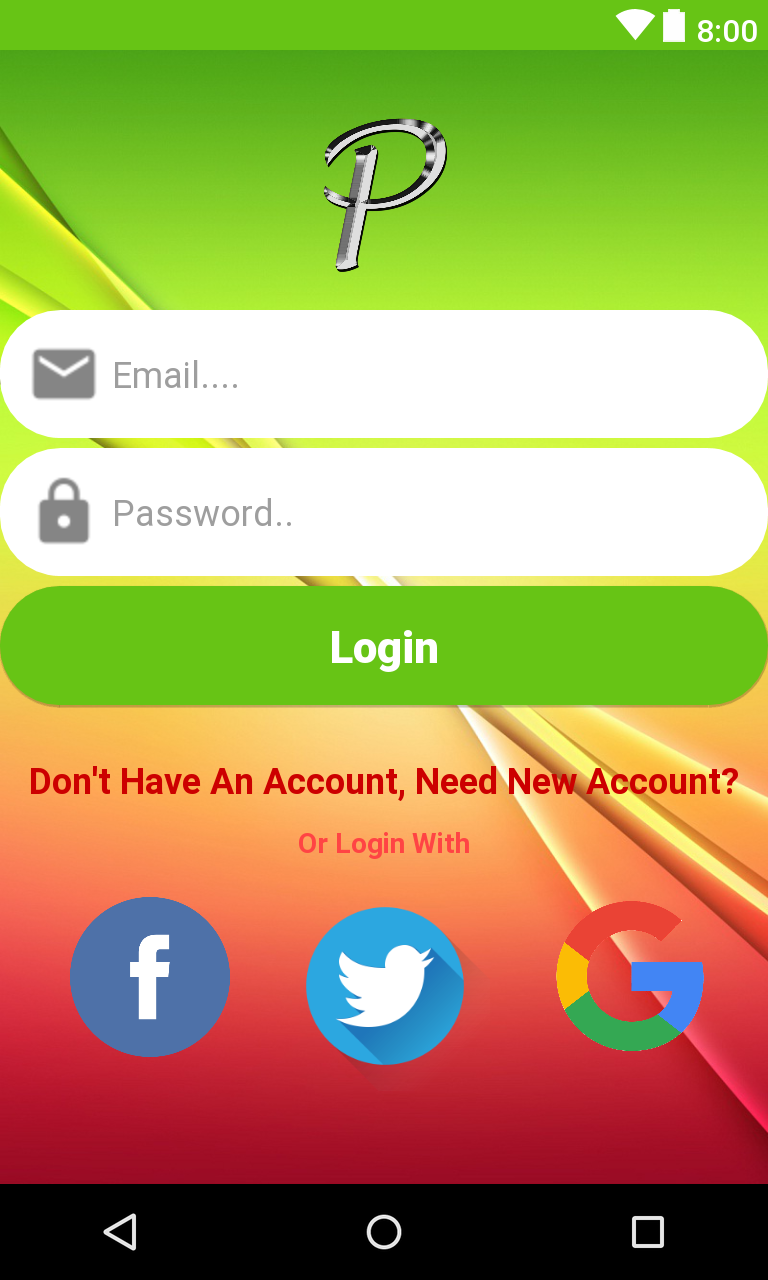 8:00
P
Email....
Password..
Login
Don't Have An Account, Need New Account?
Or Login With
f
G